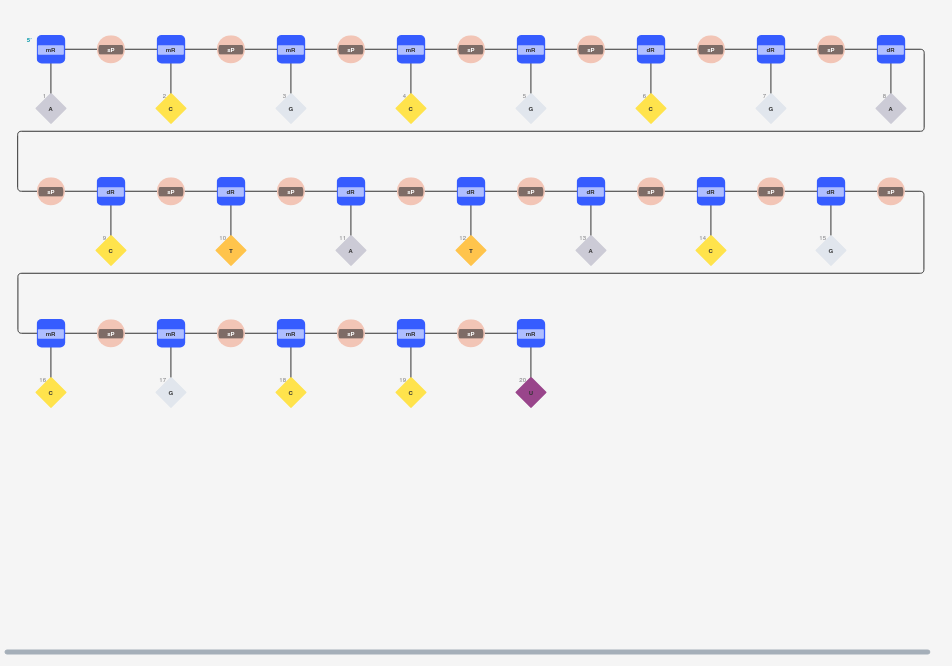 5' mR sP mR sP mR sP mR sP mR sP dR sP dR sP dR
1 2 3 4 5 6 7 8
A C G C G C G A
sP dR sP dR sP dR sP dR sP dR sP dR sP dR sP
9 10 11 12 13 14 15
C T A T A C G
mR sP mR sP mR sP mR sP mR
16 17 18 19 20
C G C C U